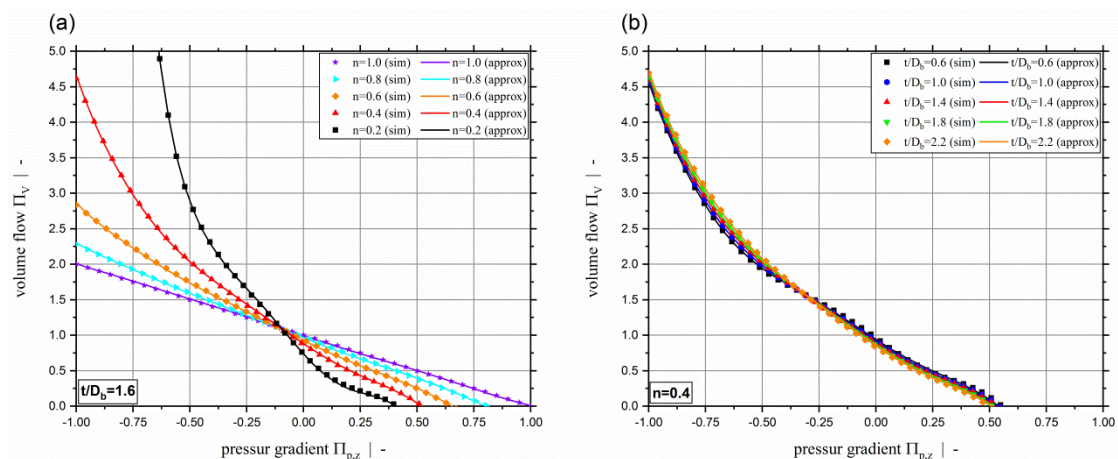 (a)
5.0
4.5
4.0
3.5
3.0
2.5
2.0
1.5
1.0
0.5
0.0
volume flow Π_V | -
n=1.0 (sim) n=1.0 (approx)
n=0.8 (sim) n=0.8 (approx)
n=0.6 (sim) n=0.6 (approx)
n=0.4 (sim) n=0.4 (approx)
n=0.2 (sim) n=0.2 (approx)
t/D_b=1.6
-1.00 -0.75 -0.50 -0.25 0.00 0.25 0.50 0.75 1.00
pressur gradient Π_p,z | -
(b)
5.0
4.5
4.0
3.5
3.0
2.5
2.0
1.5
1.0
0.5
0.0
volume flow Π_V | -
t/D_b=0.6 (sim) t/D_b=0.6 (approx)
t/D_b=1.0 (sim) t/D_b=1.0 (approx)
t/D_b=1.4 (sim) t/D_b=1.4 (approx)
t/D_b=1.8 (sim) t/D_b=1.8 (approx)
t/D_b=2.2 (sim) t/D_b=2.2 (approx)
n=0.4
-1.00 -0.75 -0.50 -0.25 0.00 0.25 0.50 0.75 1.00
pressur gradient Π_p,z | -